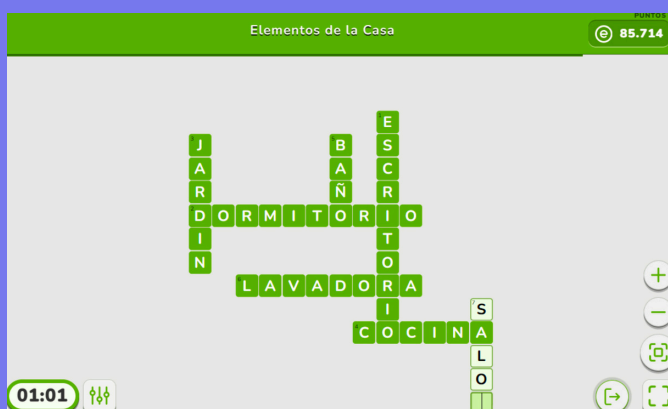 PUNTOS
Elementos de la Casa
85.714
ESCRITORIO
JARDIN
BAÑO
DORMITORIO
LAVADORA
SALO
COCINA
01:01